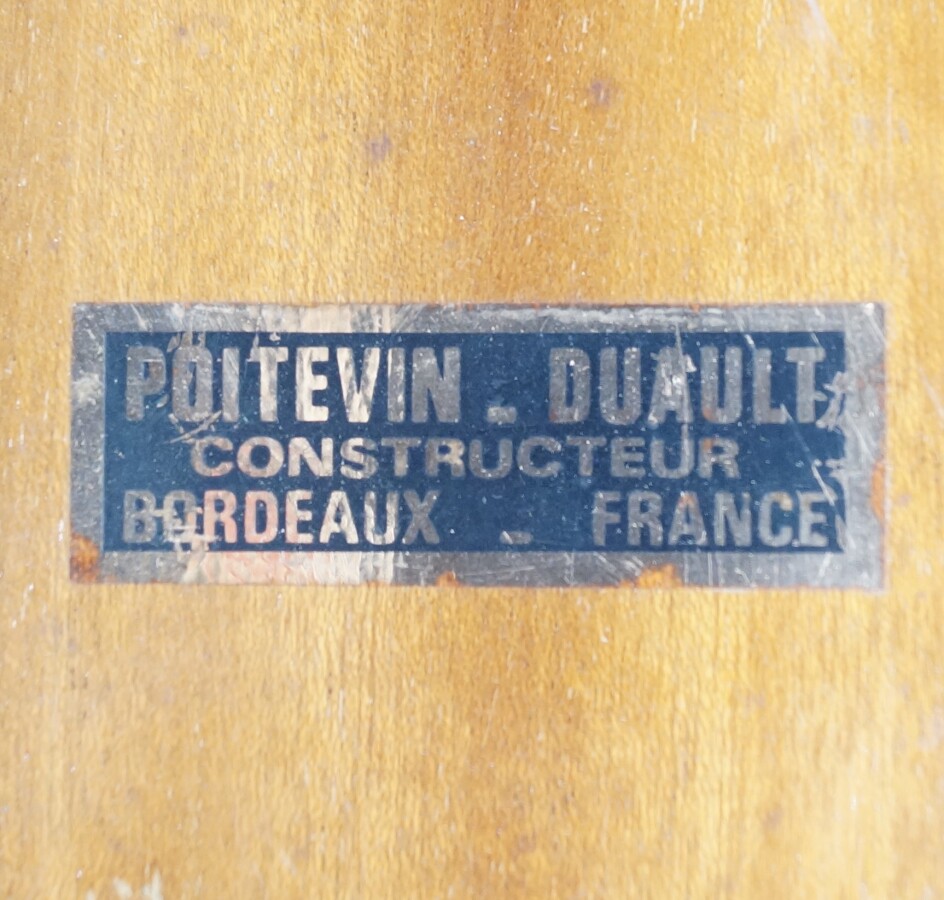 POITEVIN - DUAULT
CONSTRUCTEUR
BORDEAUX - FRANCE